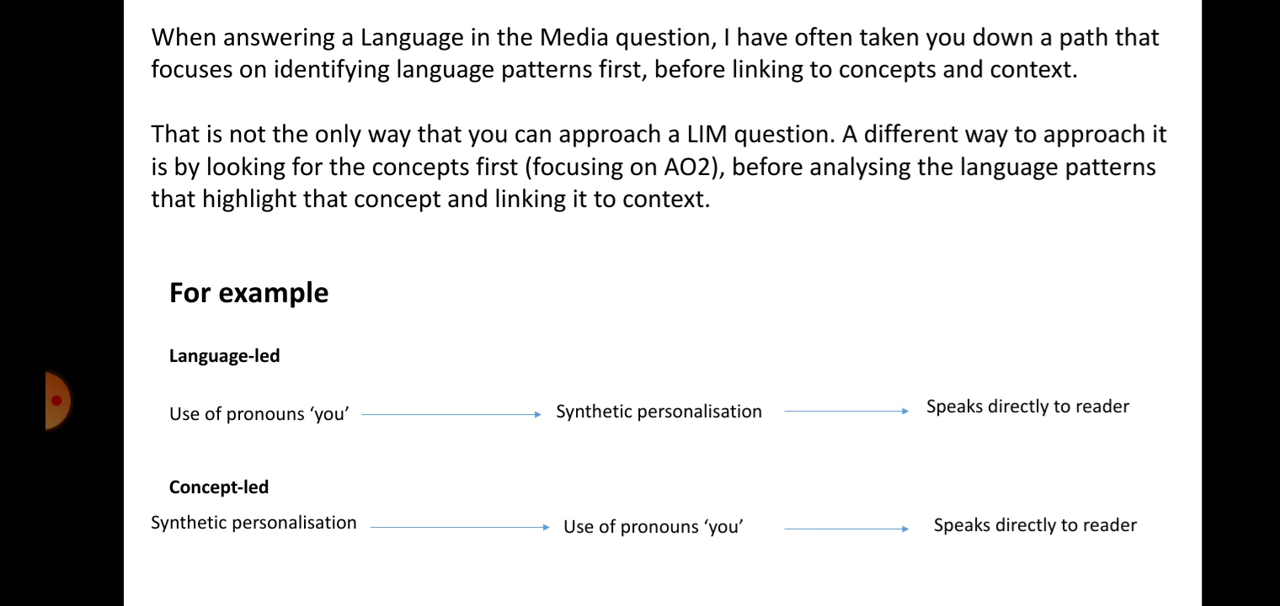 When answering a Language in the Media question, I have often taken you down a path that
focuses on identifying language patterns first, before linking to concepts and context.
That is not the only way that you can approach a LIM question. A different way to approach it
is by looking for the concepts first (focusing on AO2), before analysing the language patterns
that highlight that concept and linking it to context.
For example
Language-led
Use of pronouns ‘you’ Synthetic personalisation Speaks directly to reader
Concept-led
Synthetic personalisation Use of pronouns ‘you’ Speaks directly to reader